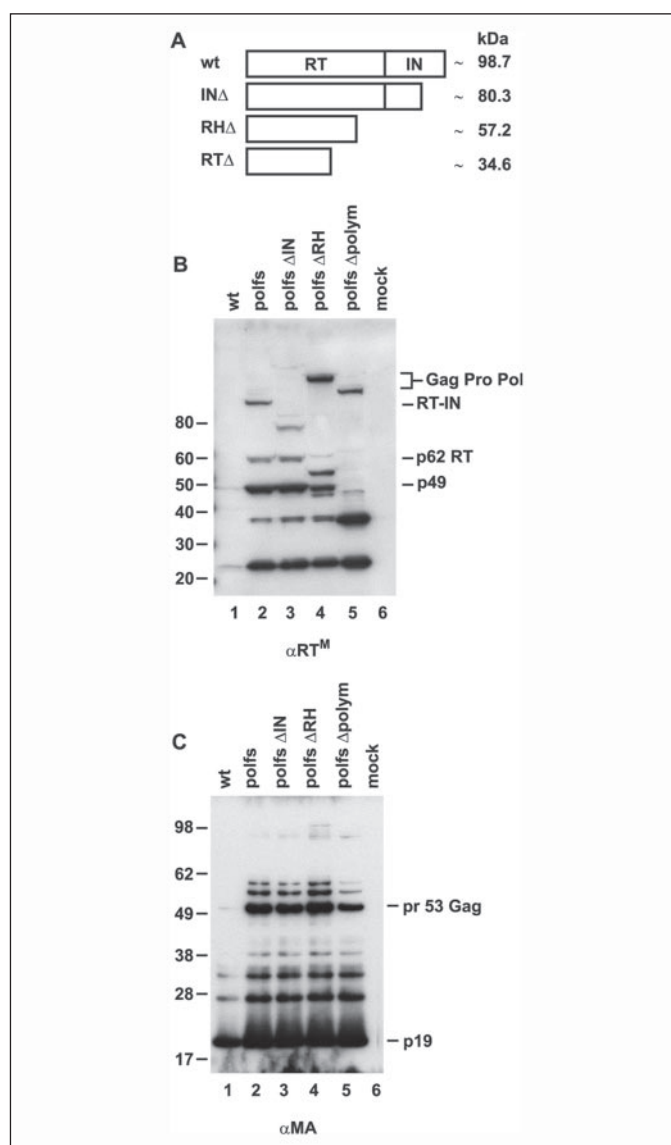 A
kDa
wt RT IN ~ 98.7
INΔ ~ 80.3
RHΔ ~ 57.2
RTΔ ~ 34.6
B
wt
polfs
polfs ΔIN
polfs ΔRH
polfs Δpolym
mock
Gag Pro Pol
RT-IN
80
60
p62 RT
50
p49
40
30
20
1 2 3 4 5 6
αRTᴹ
C
wt
polfs
polfs ΔIN
polfs ΔRH
polfs Δpolym
mock
98
62
49
pr 53 Gag
38
28
p19
17
1 2 3 4 5 6
αMA